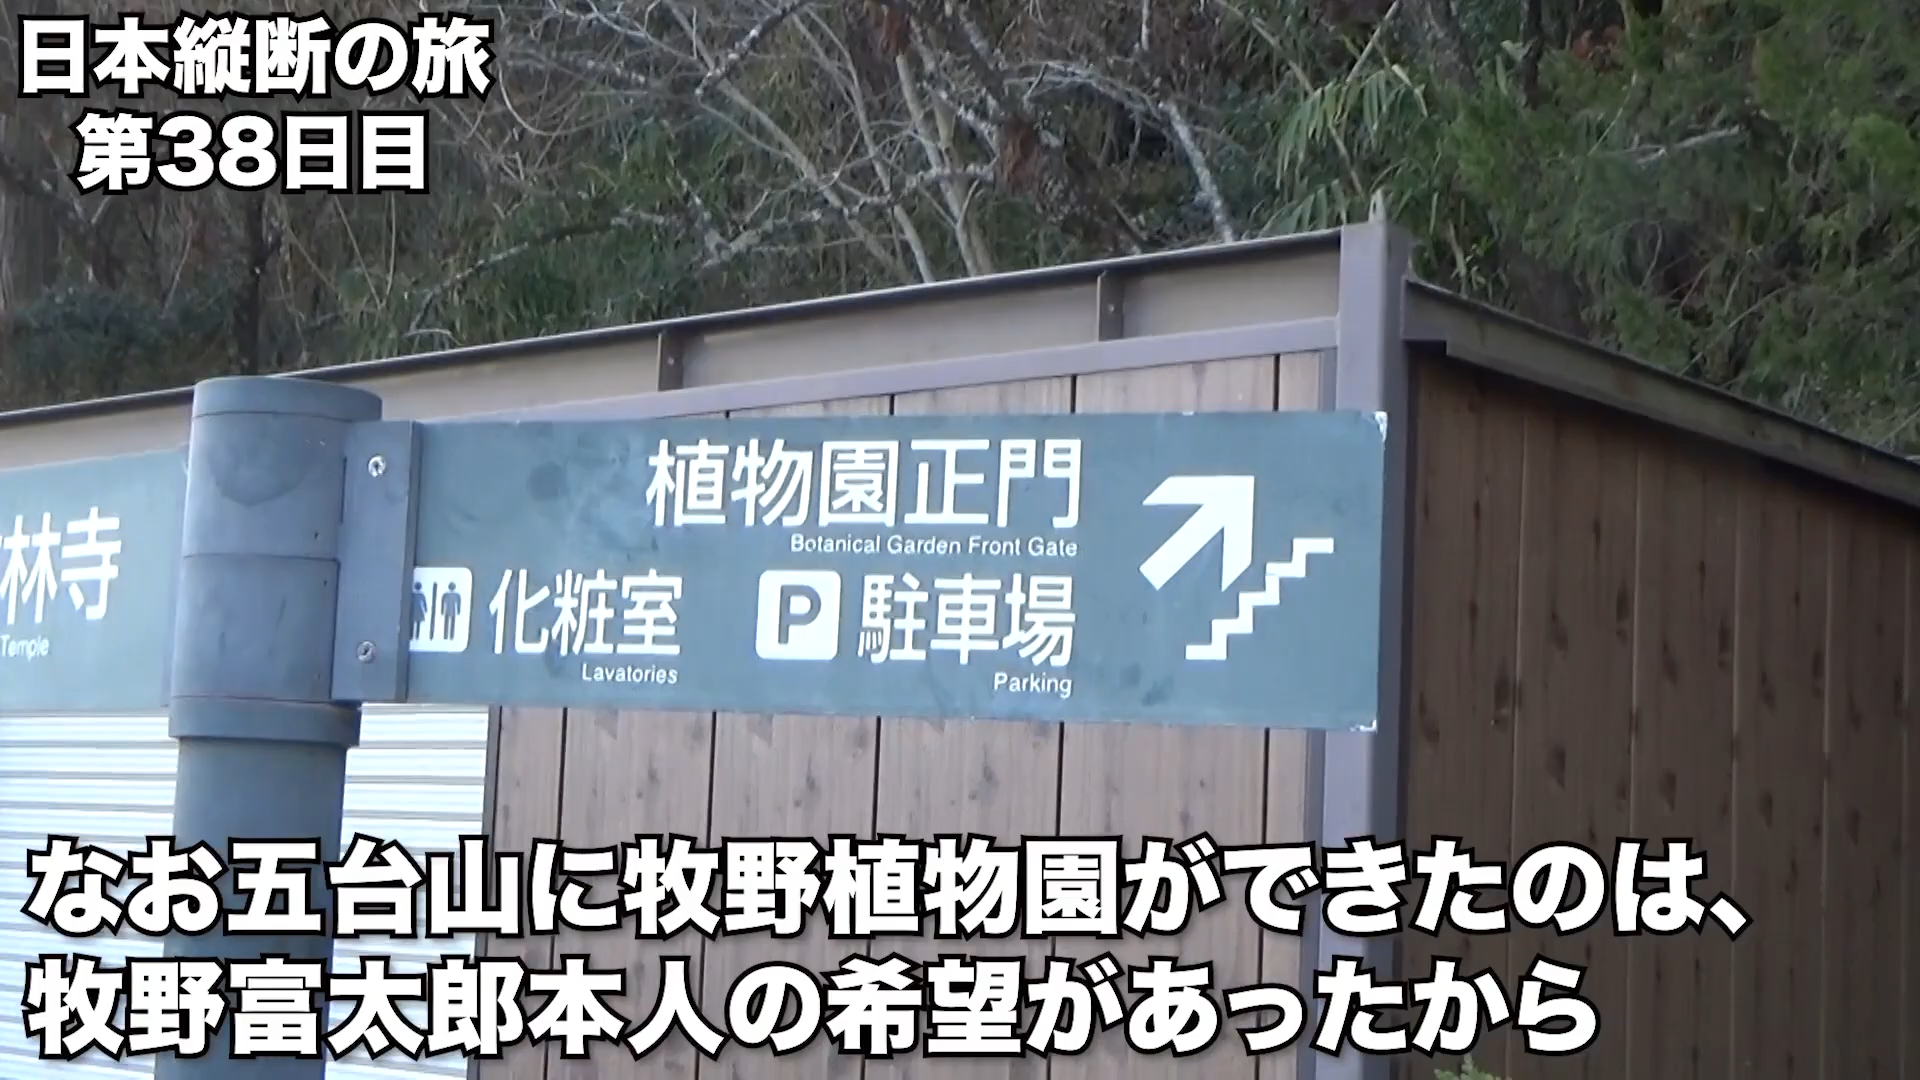 日本縦断の旅
第38日目
林寺
Temple
植物園正門
Botanical Garden Front Gate
化粧室
Lavatories
P 駐車場
Parking
なお五台山に牧野植物園ができたのは、
牧野富太郎本人の希望があったから